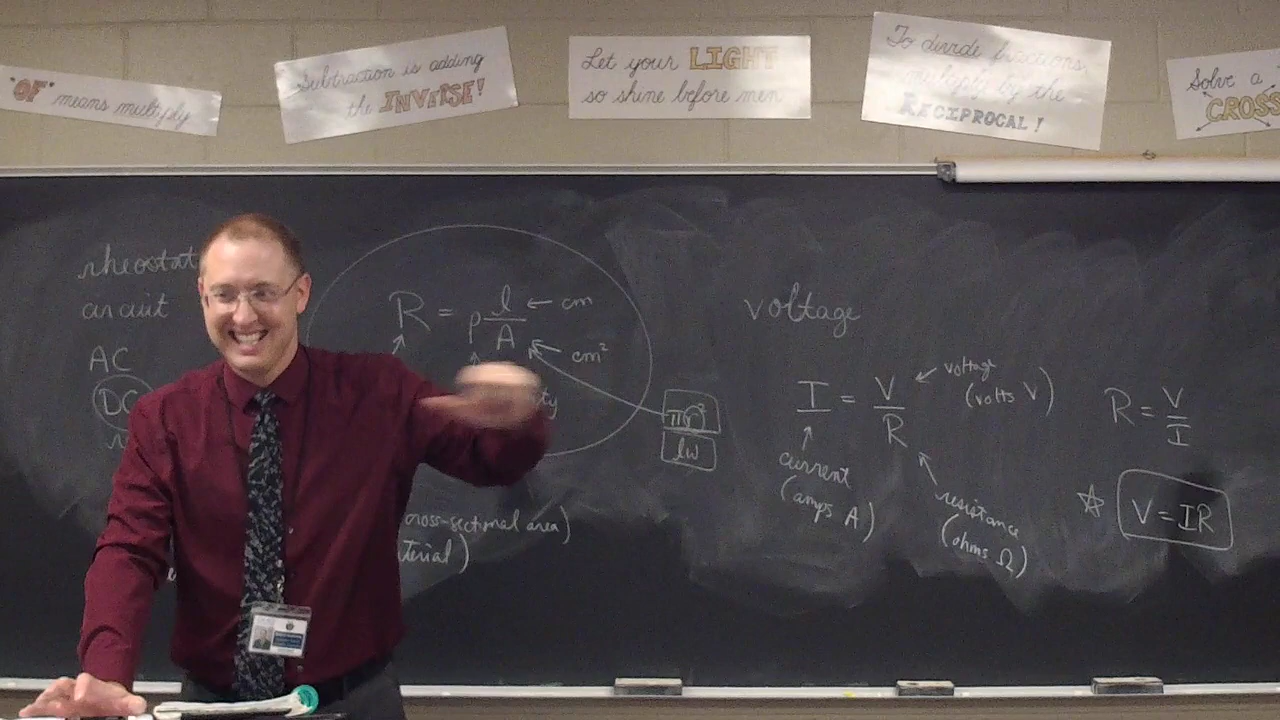 "OF" means multiply
Subtraction is adding
the INVERSE!
Let your LIGHT
so shine before men
To divide fractions,
multiply by the
RECIPROCAL!
Solve a
CROSS
rheostat
circuit
AC
DC
R = ρ l/A
cm
cm²
πr²
lw
cross-sectional area)
voltage
I = V/R
voltage
(volts V)
current
(amps A)
resistance
(ohms Ω)
R = V/I
V = IR